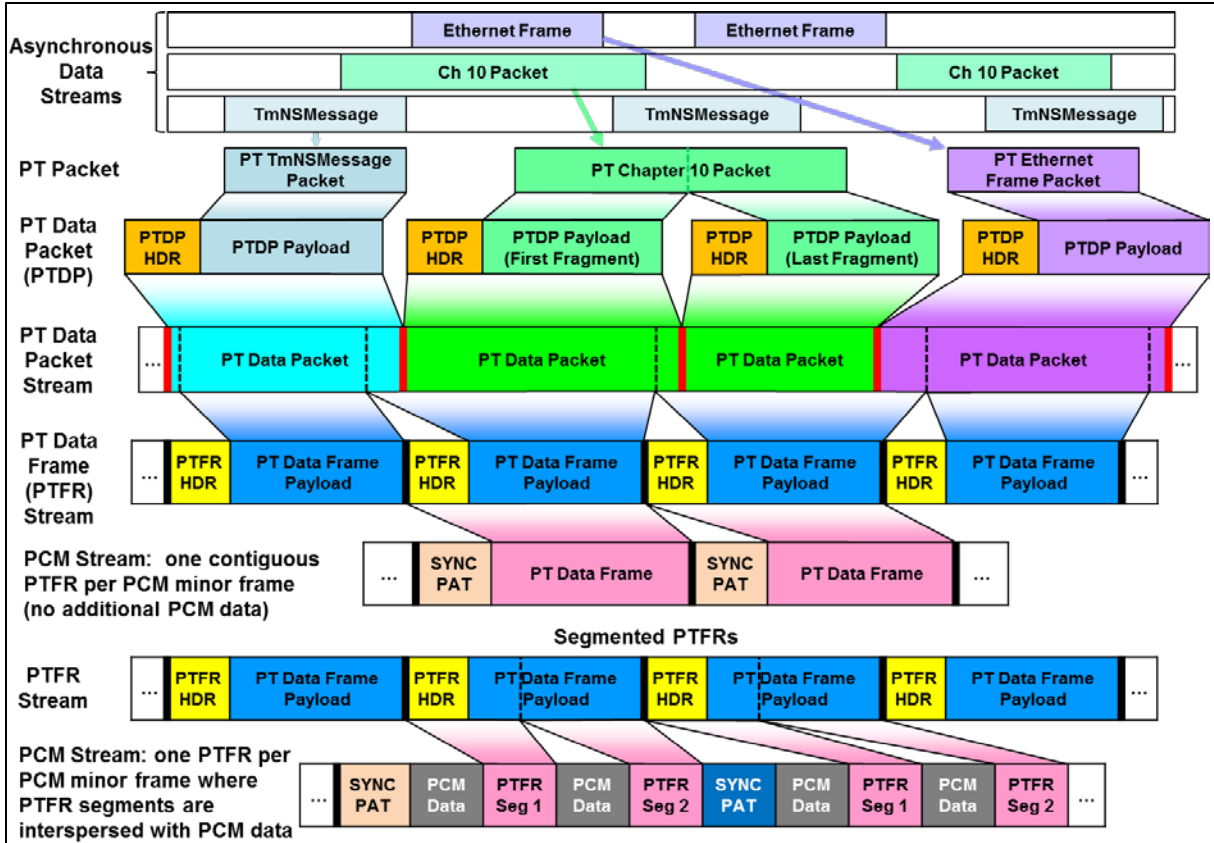 Asynchronous
Data
Streams
Ethernet Frame
Ethernet Frame
Ch 10 Packet
Ch 10 Packet
TmNSMessage
TmNSMessage
TmNSMessage
PT Packet
PT TmNSMessage
Packet
PT Chapter 10 Packet
PT Ethernet
Frame Packet
PT Data
Packet
(PTDP)
PTDP
HDR
PTDP Payload
PTDP
HDR
PTDP Payload
(First Fragment)
PTDP
HDR
PTDP Payload
(Last Fragment)
PTDP
HDR
PTDP Payload
PT Data
Packet
Stream
...
PT Data Packet
PT Data Packet
PT Data Packet
PT Data Packet
...
PT Data
Frame
(PTFR)
Stream
...
PTFR
HDR
PT Data Frame
Payload
PTFR
HDR
PT Data Frame
Payload
PTFR
HDR
PT Data Frame
Payload
PTFR
HDR
PT Data Frame
Payload
...
PCM Stream: one contiguous
PTFR per PCM minor frame
(no additional PCM data)
...
SYNC
PAT
PT Data Frame
SYNC
PAT
PT Data Frame
...
Segmented PTFRs
PTFR
Stream
...
PTFR
HDR
PT Data Frame
Payload
PTFR
HDR
PT Data Frame
Payload
PTFR
HDR
PT Data Frame
Payload
PTFR
HDR
PT Data Frame
Payload
...
PCM Stream: one PTFR per
PCM minor frame where
PTFR segments are
interspersed with PCM data
...
SYNC
PAT
PCM
Data
PTFR
Seg 1
PCM
Data
PTFR
Seg 2
SYNC
PAT
PCM
Data
PTFR
Seg 1
PCM
Data
PTFR
Seg 2
...